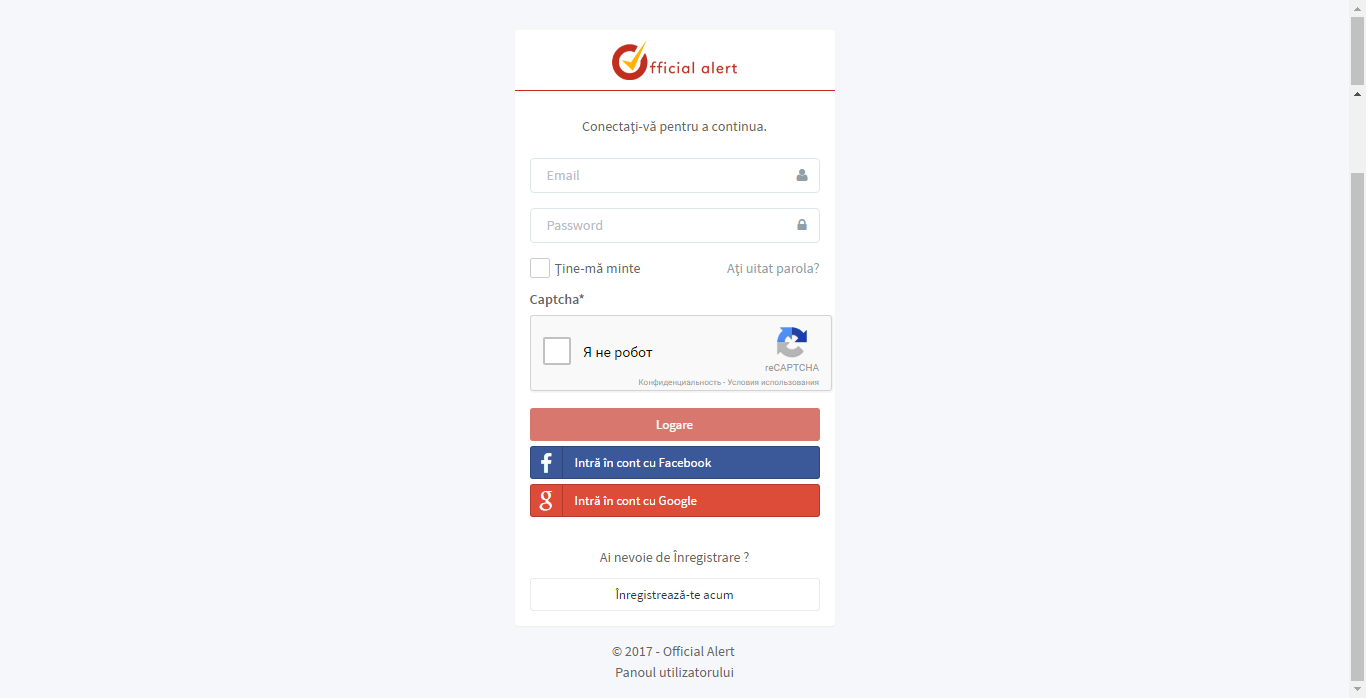 fficial alert
Conectaţi-vă pentru a continua.
Email
Password
Ţine-mă minte
Aţi uitat parola?
Captcha*
Я не робот
reCAPTCHA
Конфиденциальность - Условия использования
Logare
f Intră în cont cu Facebook
g Intră în cont cu Google
Ai nevoie de Înregistrare ?
Înregistrează-te acum
© 2017 - Official Alert
Panoul utilizatorului